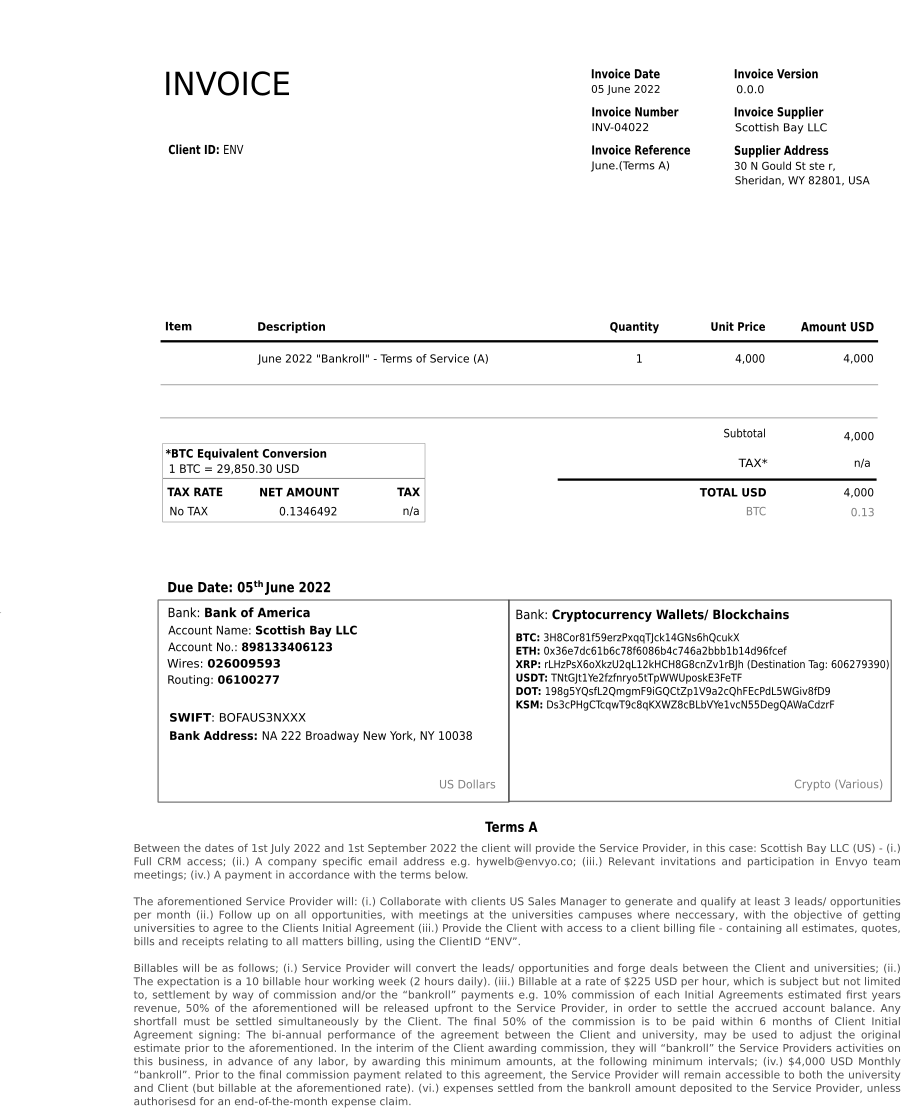 INVOICE
Invoice Date
05 June 2022
Invoice Version
0.0.0
Invoice Number
INV-04022
Invoice Supplier
Scottish Bay LLC
Client ID: ENV
Invoice Reference
June.(Terms A)
Supplier Address
30 N Gould St ste r,
Sheridan, WY 82801, USA
Item Description Quantity Unit Price Amount USD
June 2022 "Bankroll" - Terms of Service (A) 1 4,000 4,000
Subtotal 4,000
TAX* n/a
TOTAL USD 4,000
BTC 0.13
*BTC Equivalent Conversion
1 BTC = 29,850.30 USD
TAX RATE NET AMOUNT TAX
No TAX 0.1346492 n/a
Due Date: 05th June 2022
Bank: Bank of America
Account Name: Scottish Bay LLC
Account No.: 898133406123
Wires: 026009593
Routing: 06100277
SWIFT: BOFAUS3NXXX
Bank Address: NA 222 Broadway New York, NY 10038
US Dollars
Bank: Cryptocurrency Wallets/ Blockchains
BTC: 3H8Cor81f59erzPxqqTJck14GNs6hQcukX
ETH: 0x36e7dc61b6c78f6086b4c746a2bbb1b14d96fcef
XRP: rLHzPsX6oXkzU2qL12kHCH8G8cnZv1rBJh (Destination Tag: 606279390)
USDT: TNtGJt1Ye2fzfnryo5tTpWWUposkE3FeTF
DOT: 198g5YQsfL2QmgmF9iGQCtZp1V9a2cQhFEcPdL5WGiv8fD9
KSM: Ds3cPHgCTcqwT9c8qKXWZ8cBLbVYe1vcN55DegQAWaCdzrF
Crypto (Various)
Terms A
Between the dates of 1st July 2022 and 1st September 2022 the client will provide the Service Provider, in this case: Scottish Bay LLC (US) - (i.)
Full CRM access; (ii.) A company specific email address e.g. hywelb@envyo.co; (iii.) Relevant invitations and participation in Envyo team
meetings; (iv.) A payment in accordance with the terms below.
The aforementioned Service Provider will: (i.) Collaborate with clients US Sales Manager to generate and qualify at least 3 leads/ opportunities
per month (ii.) Follow up on all opportunities, with meetings at the universities campuses where neccessary, with the objective of getting
universities to agree to the Clients Initial Agreement (iii.) Provide the Client with access to a client billing file - containing all estimates, quotes,
bills and receipts relating to all matters billing, using the ClientID “ENV”.
Billables will be as follows; (i.) Service Provider will convert the leads/ opportunities and forge deals between the Client and universities; (ii.)
The expectation is a 10 billable hour working week (2 hours daily). (iii.) Billable at a rate of $225 USD per hour, which is subject but not limited
to, settlement by way of commission and/or the “bankroll” payments e.g. 10% commission of each Initial Agreements estimated first years
revenue, 50% of the aforementioned will be released upfront to the Service Provider, in order to settle the accrued account balance. Any
shortfall must be settled simultaneously by the Client. The final 50% of the commission is to be paid within 6 months of Client Initial
Agreement signing: The bi-annual performance of the agreement between the Client and university, may be used to adjust the original
estimate prior to the aforementioned. In the interim of the Client awarding commission, they will “bankroll” the Service Providers activities on
this business, in advance of any labor, by awarding this minimum amounts, at the following minimum intervals; (iv.) $4,000 USD Monthly
“bankroll”. Prior to the final commission payment related to this agreement, the Service Provider will remain accessible to both the university
and Client (but billable at the aforementioned rate). (vi.) expenses settled from the bankroll amount deposited to the Service Provider, unless
authorisesd for an end-of-the-month expense claim.